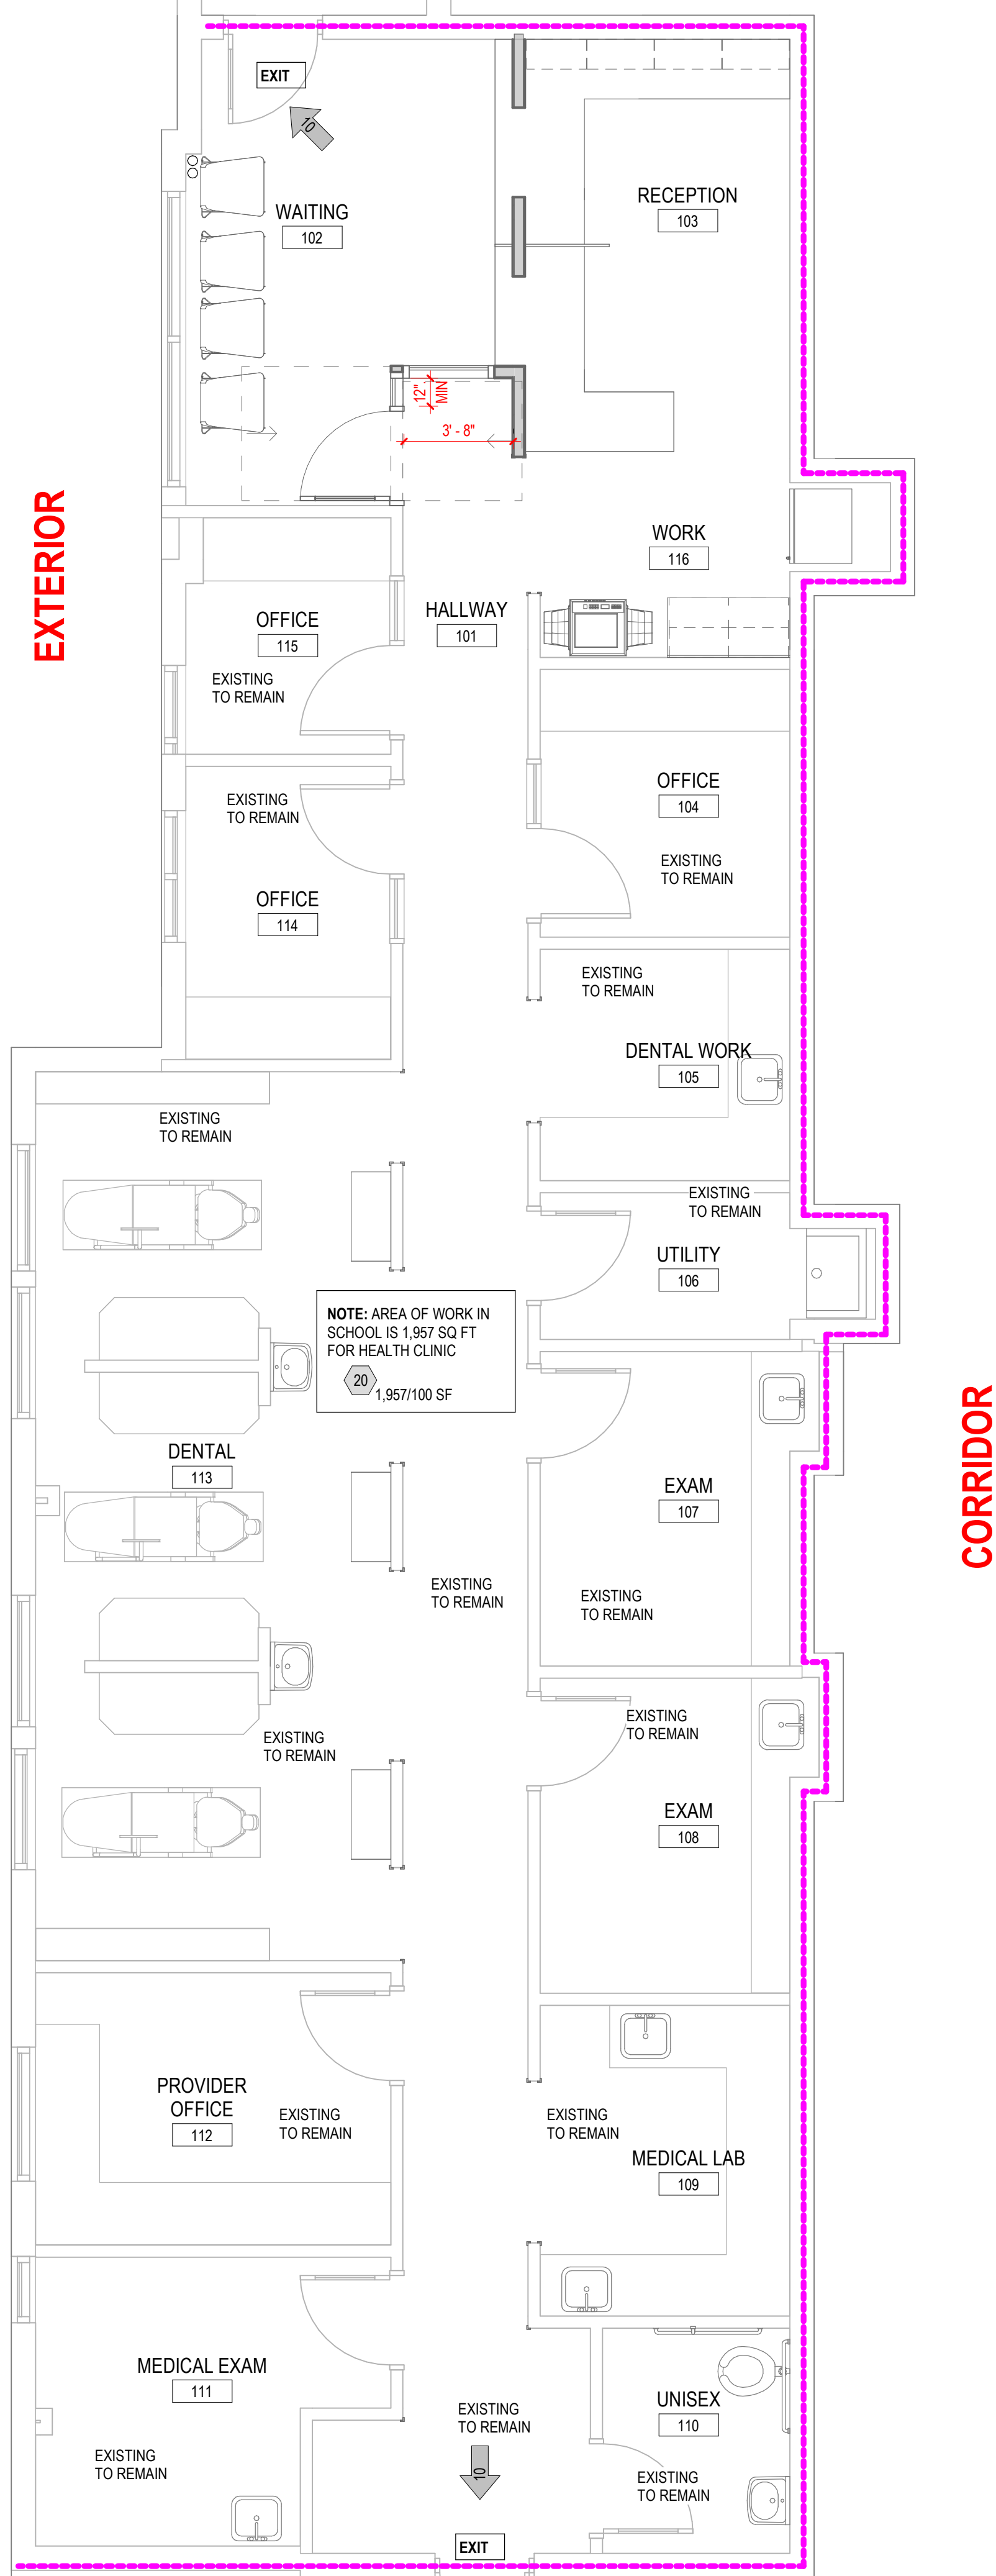 EXIT
10
WAITING
102
RECEPTION
103
12"
MIN
3' - 8"
EXTERIOR
WORK
116
HALLWAY
101
OFFICE
115
EXISTING
TO REMAIN
OFFICE
104
EXISTING
TO REMAIN
EXISTING
TO REMAIN
OFFICE
114
EXISTING
TO REMAIN
DENTAL WORK
105
EXISTING
TO REMAIN
EXISTING
TO REMAIN
UTILITY
106
NOTE: AREA OF WORK IN
SCHOOL IS 1,957 SQ FT
FOR HEALTH CLINIC
20
1,957/100 SF
DENTAL
113
EXAM
107
CORRIDOR
EXISTING
TO REMAIN
EXISTING
TO REMAIN
EXISTING
TO REMAIN
EXISTING
TO REMAIN
EXAM
108
PROVIDER
OFFICE
112
EXISTING
TO REMAIN
EXISTING
TO REMAIN
MEDICAL LAB
109
MEDICAL EXAM
111
UNISEX
110
EXISTING
TO REMAIN
EXISTING
TO REMAIN
10
EXISTING
TO REMAIN
EXIT